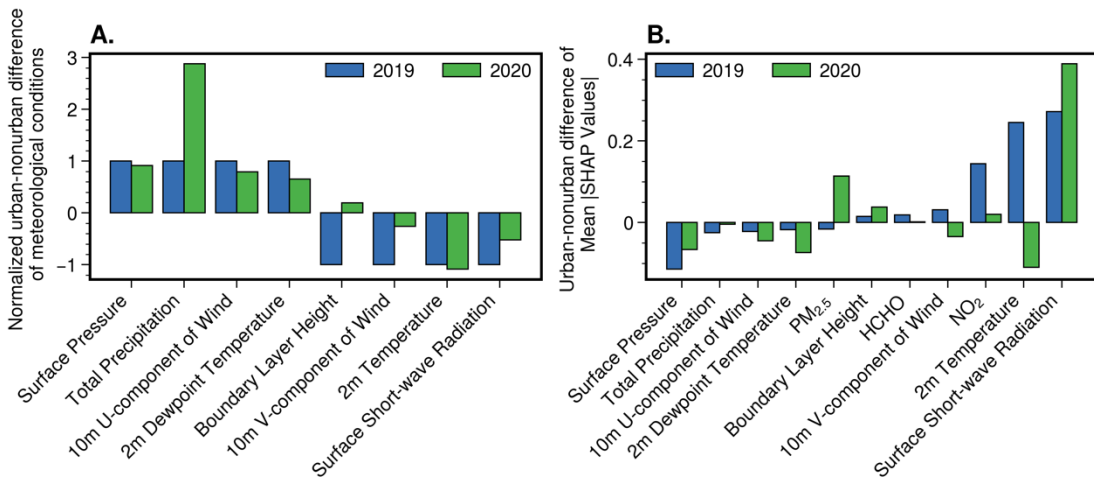 A.
Normalized urban-nonurban difference
of meteorological conditions
3
2
1
0
−1
2019
2020
Surface Pressure
Total Precipitation
10m U-component of Wind
2m Dewpoint Temperature
Boundary Layer Height
10m V-component of Wind
2m Temperature
Surface Short-wave Radiation
B.
Urban-nonurban difference of
Mean |SHAP Values|
0.4
0.2
0
2019
2020
Surface Pressure
Total Precipitation
10m U-component of Wind
2m Dewpoint Temperature
PM2.5
Boundary Layer Height
HCHO
10m V-component of Wind
NO2
2m Temperature
Surface Short-wave Radiation